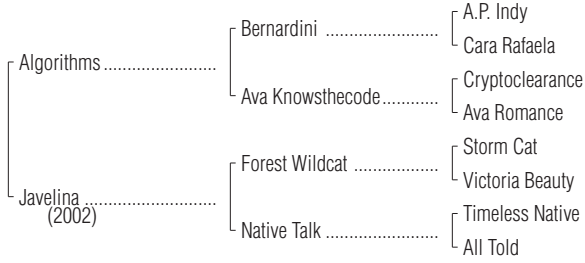 A.P. Indy
Bernardini ........................
Cara Rafaela
Algorithms ........................
Cryptoclearance
Ava Knowsthecode ............
Ava Romance
Storm Cat
Forest Wildcat ..................
Victoria Beauty
Javelina ............................
(2002)
Timeless Native
Native Talk ........................
All Told